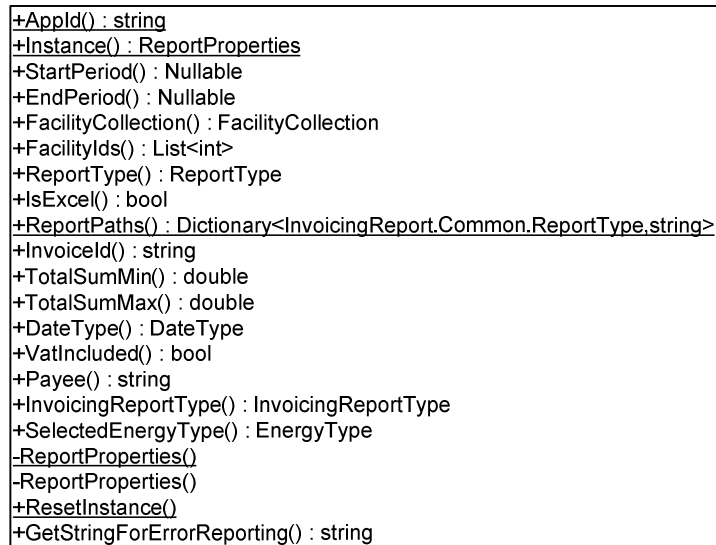 +AppId() : string
+Instance() : ReportProperties
+StartPeriod() : Nullable
+EndPeriod() : Nullable
+FacilityCollection() : FacilityCollection
+FacilityIds() : List<int>
+ReportType() : ReportType
+IsExcel() : bool
+ReportPaths() : Dictionary<InvoicingReport.Common.ReportType,string>
+InvoiceId() : string
+TotalSumMin() : double
+TotalSumMax() : double
+DateType() : DateType
+VatIncluded() : bool
+Payee() : string
+InvoicingReportType() : InvoicingReportType
+SelectedEnergyType() : EnergyType
-ReportProperties()
-ReportProperties()
+ResetInstance()
+GetStringForErrorReporting() : string